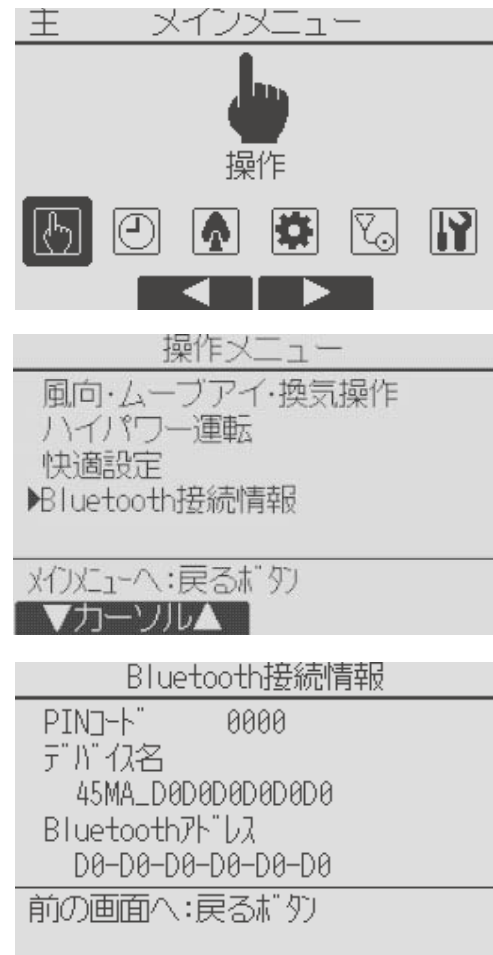 主 メインメニュー
操作
操作メニュー
風向･ムーブアイ･換気操作
ハイパワー運転
快適設定
▶Bluetooth接続情報
ﾒｲﾝﾒﾆｭｰへ:戻るﾎﾞﾀﾝ
▼カーソル▲
Bluetooth接続情報
PINｺｰﾄﾞ 0000
ﾃﾞﾊﾞｲｽ名
45MA_D0D0D0D0D0D0
Bluetoothｱﾄﾞﾚｽ
D0-D0-D0-D0-D0-D0
前の画面へ:戻るﾎﾞﾀﾝ